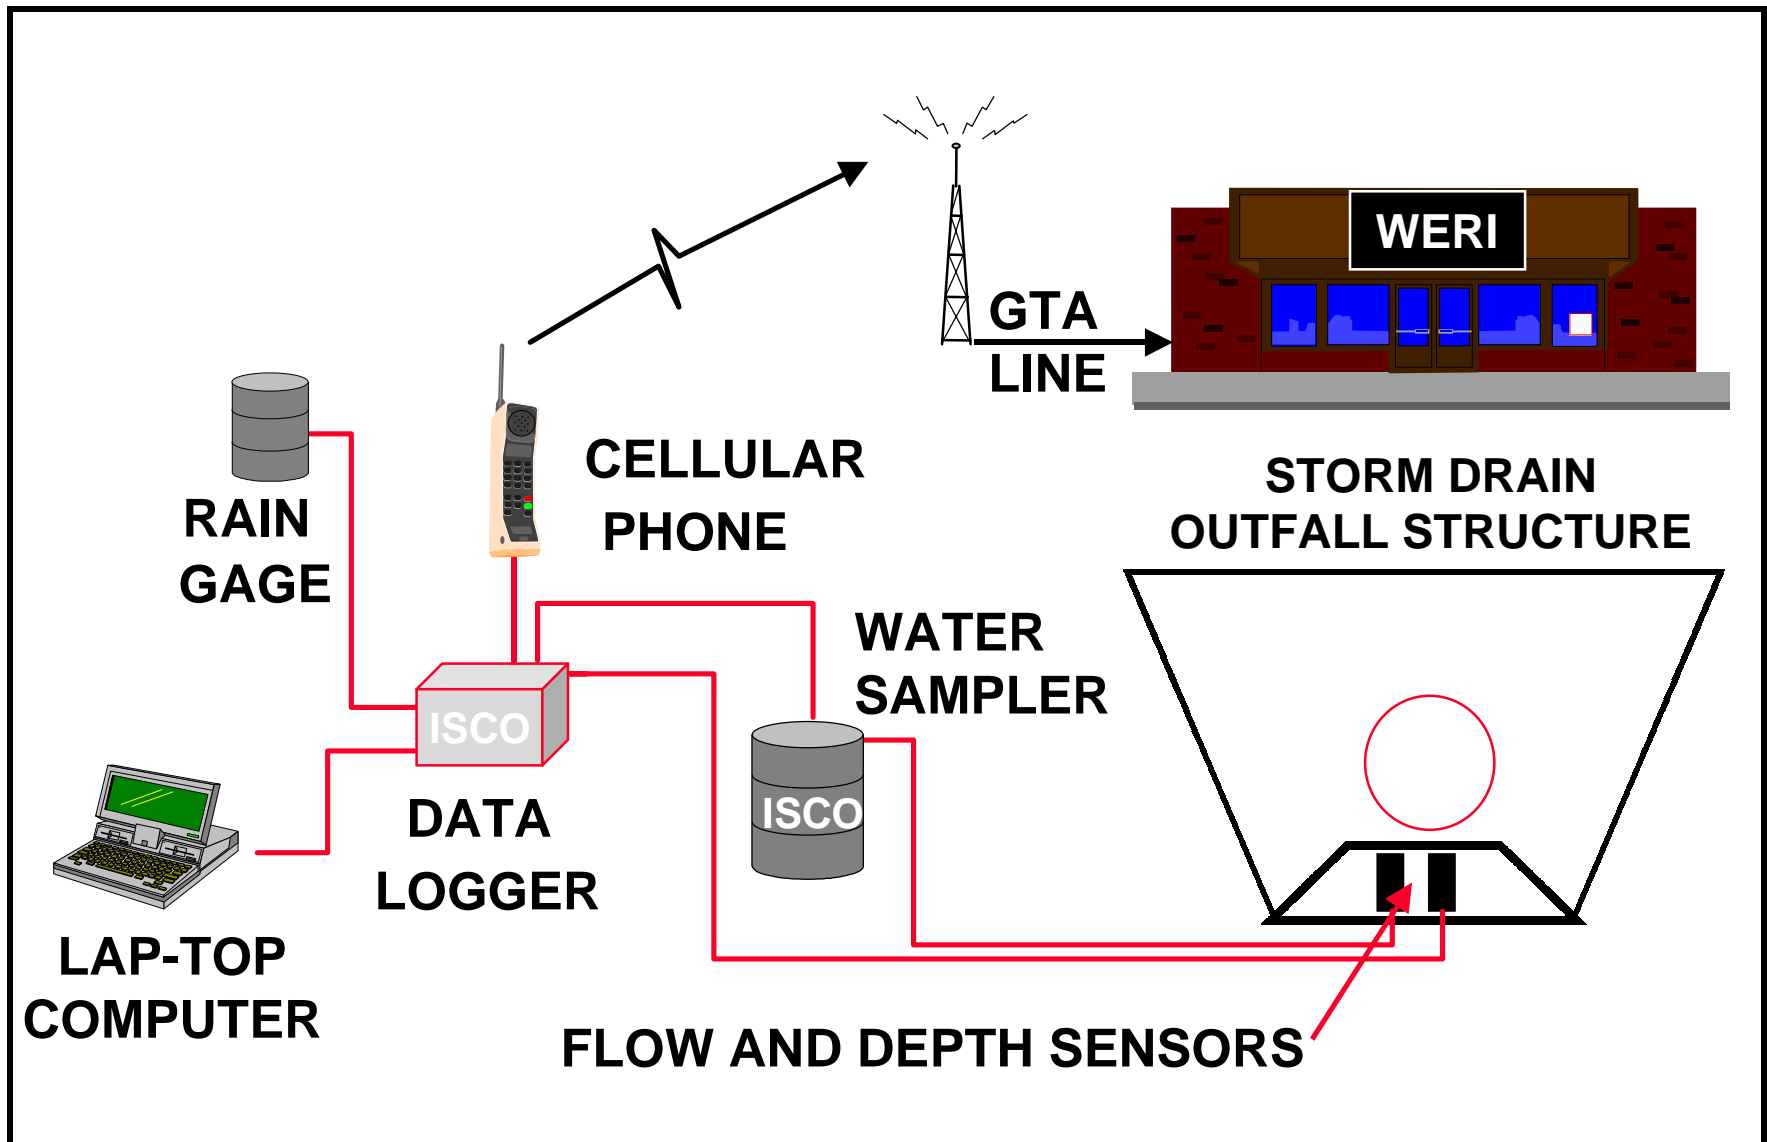 WERI
GTA
LINE
CELLULAR
PHONE
RAIN
GAGE
STORM DRAIN
OUTFALL STRUCTURE
WATER
SAMPLER
ISCO
ISCO
DATA
LOGGER
LAP-TOP
COMPUTER
FLOW AND DEPTH SENSORS